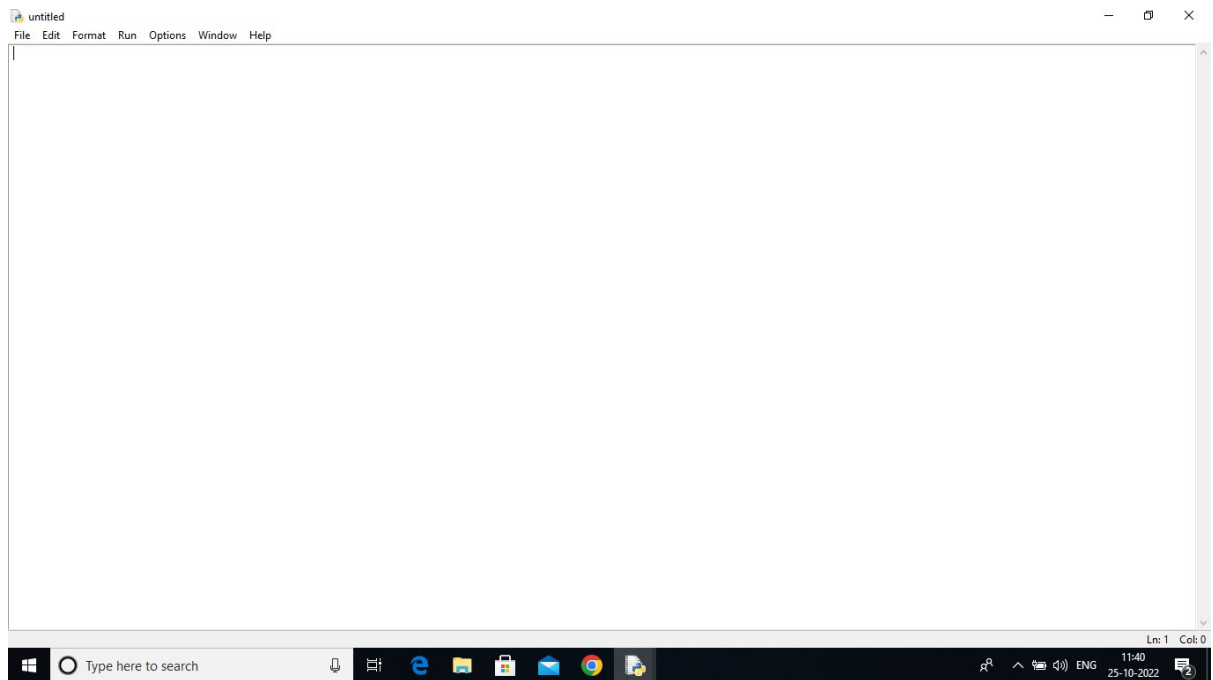 untitled
File Edit Format Run Options Window Help
Ln: 1 Col: 0
Type here to search
ENG
11:40
25-10-2022
2